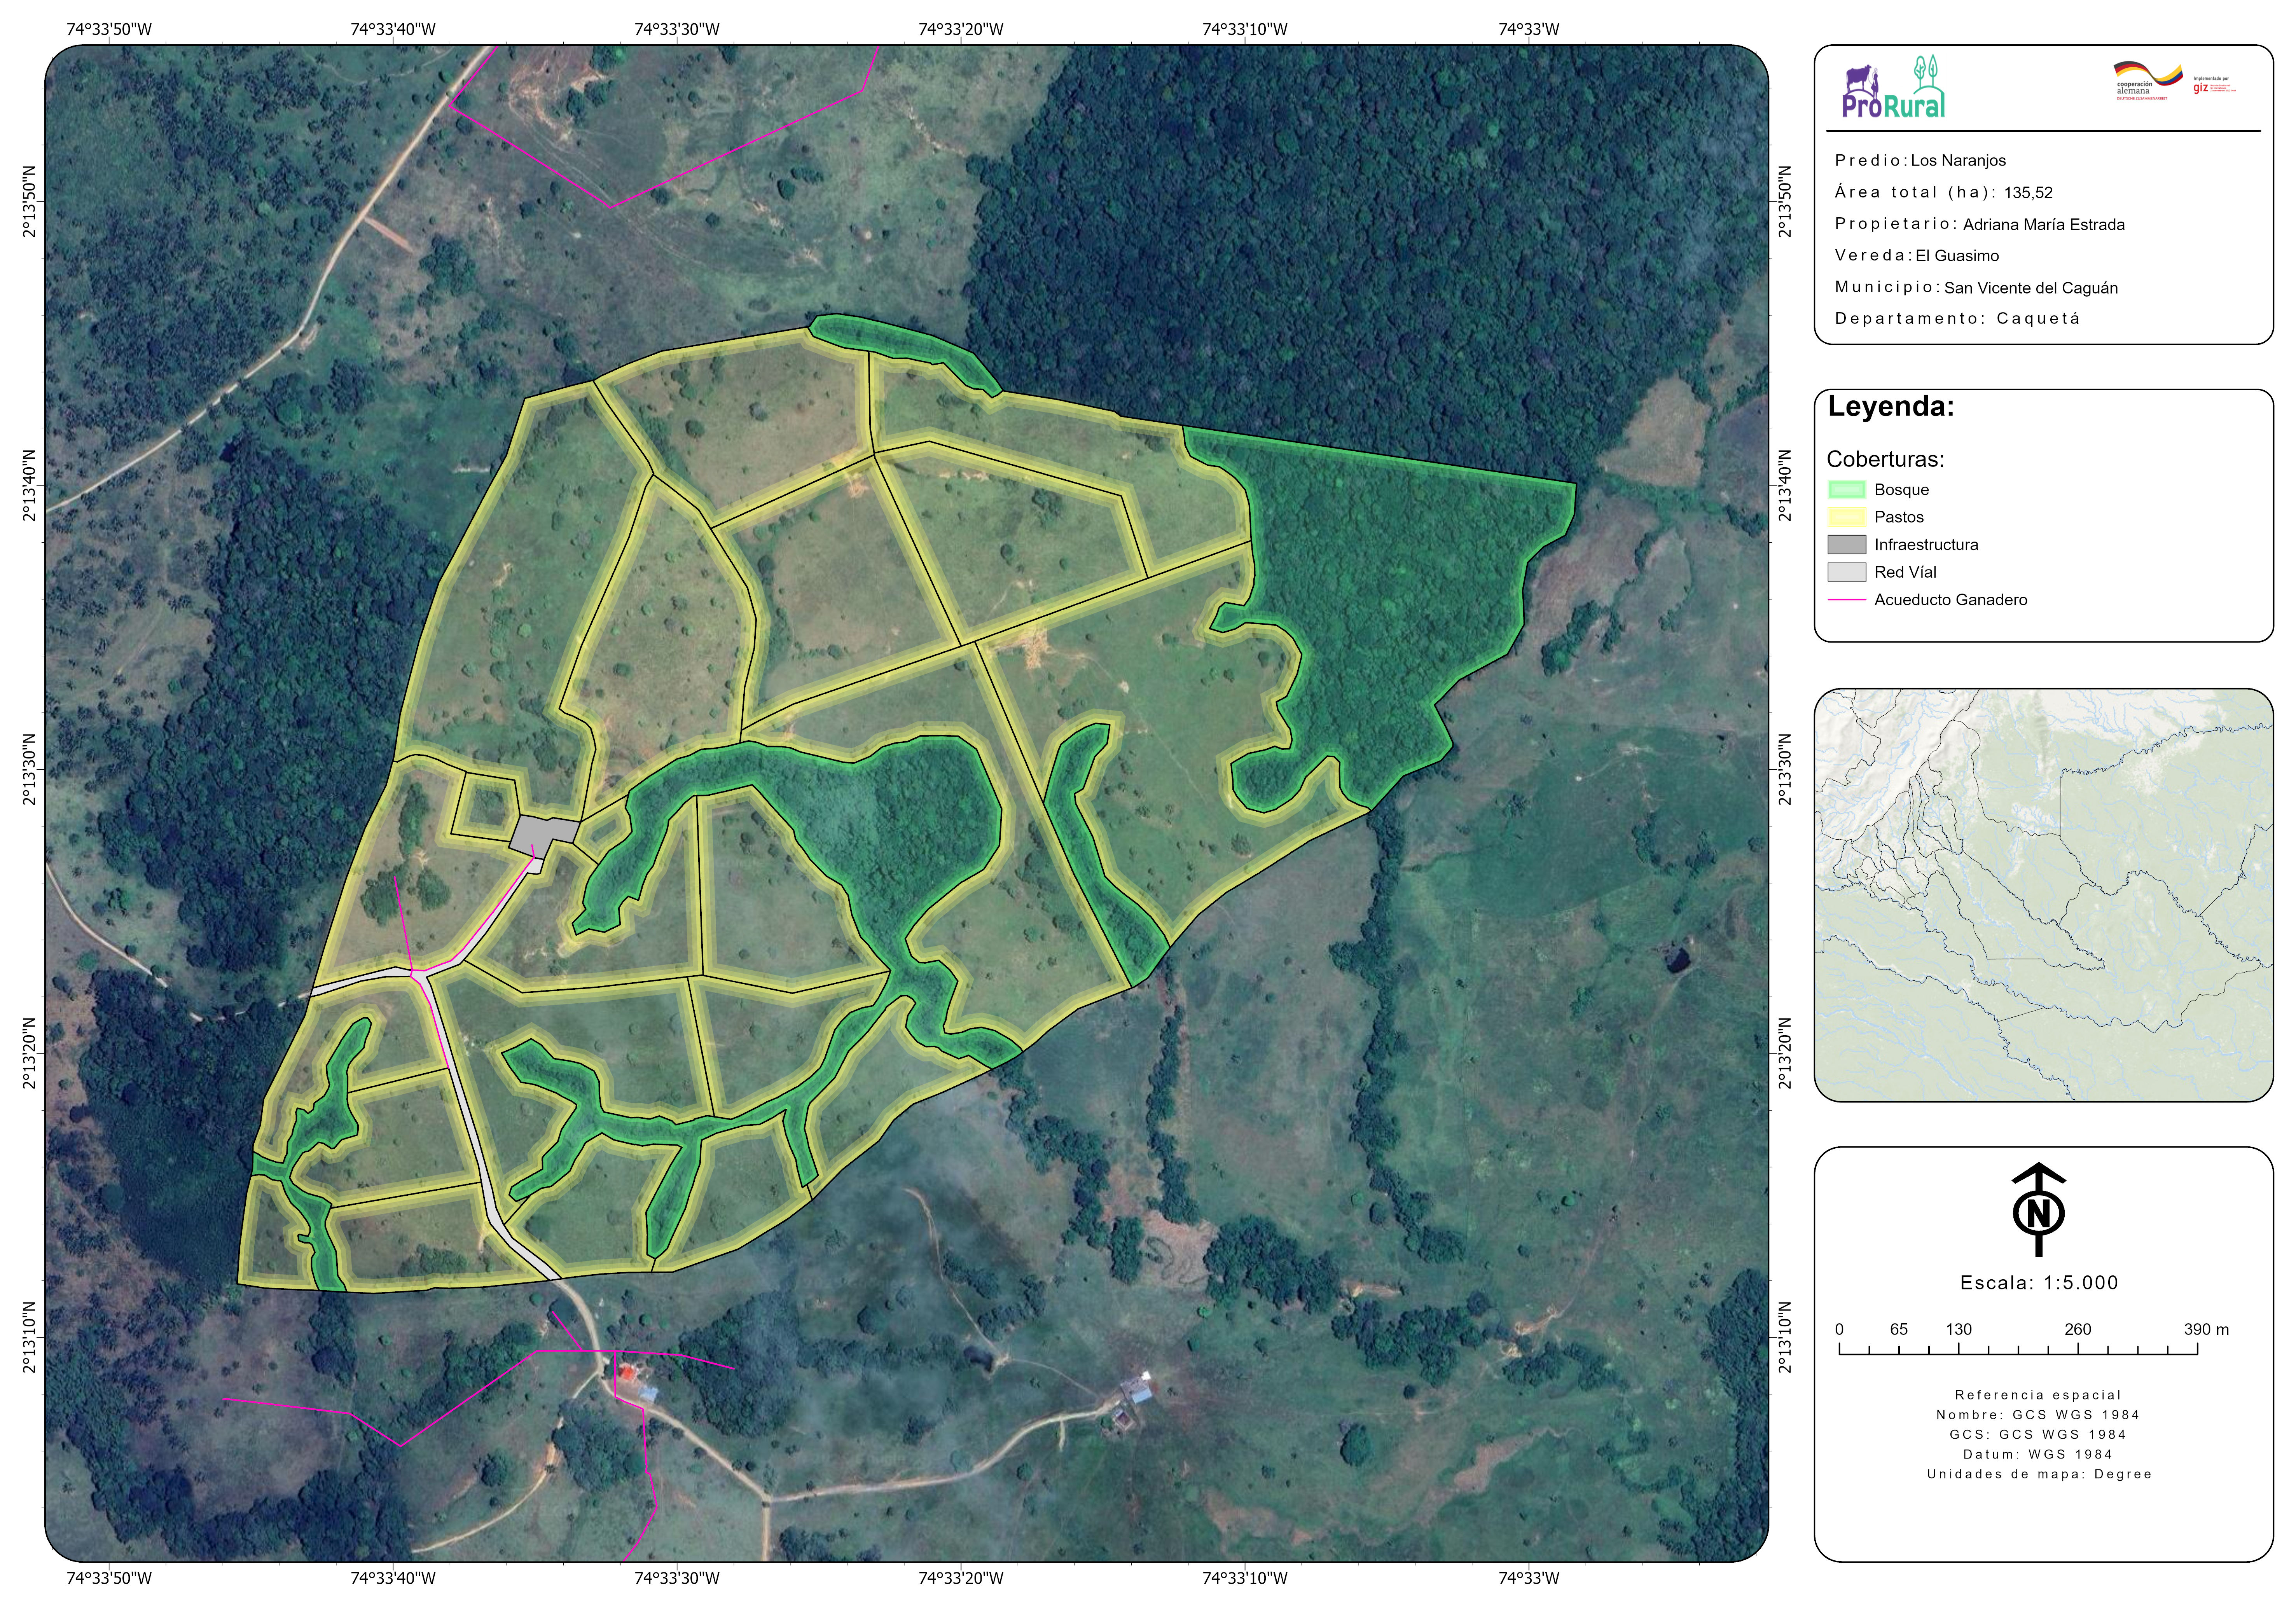 74°33'50"W 74°33'40"W 74°33'30"W 74°33'20"W 74°33'10"W 74°33'W
2°13'50"N 2°13'50"N
2°13'40"N 2°13'40"N
2°13'30"N 2°13'30"N
2°13'20"N 2°13'20"N
2°13'10"N 2°13'10"N
74°33'50"W 74°33'40"W 74°33'30"W 74°33'20"W 74°33'10"W 74°33'W
ProRural
cooperación
alemana
DEUTSCHE ZUSAMMENARBEIT
Implementado por
giz
Predio: Los Naranjos
Área total (ha): 135,52
Propietario: Adriana María Estrada
Vereda: El Guasimo
Municipio: San Vicente del Caguán
Departamento: Caquetá
Leyenda:
Coberturas:
Bosque
Pastos
Infraestructura
Red Víal
Acueducto Ganadero
N
Escala: 1:5.000
0 65 130 260 390 m
Referencia espacial
Nombre: GCS WGS 1984
GCS: GCS WGS 1984
Datum: WGS 1984
Unidades de mapa: Degree